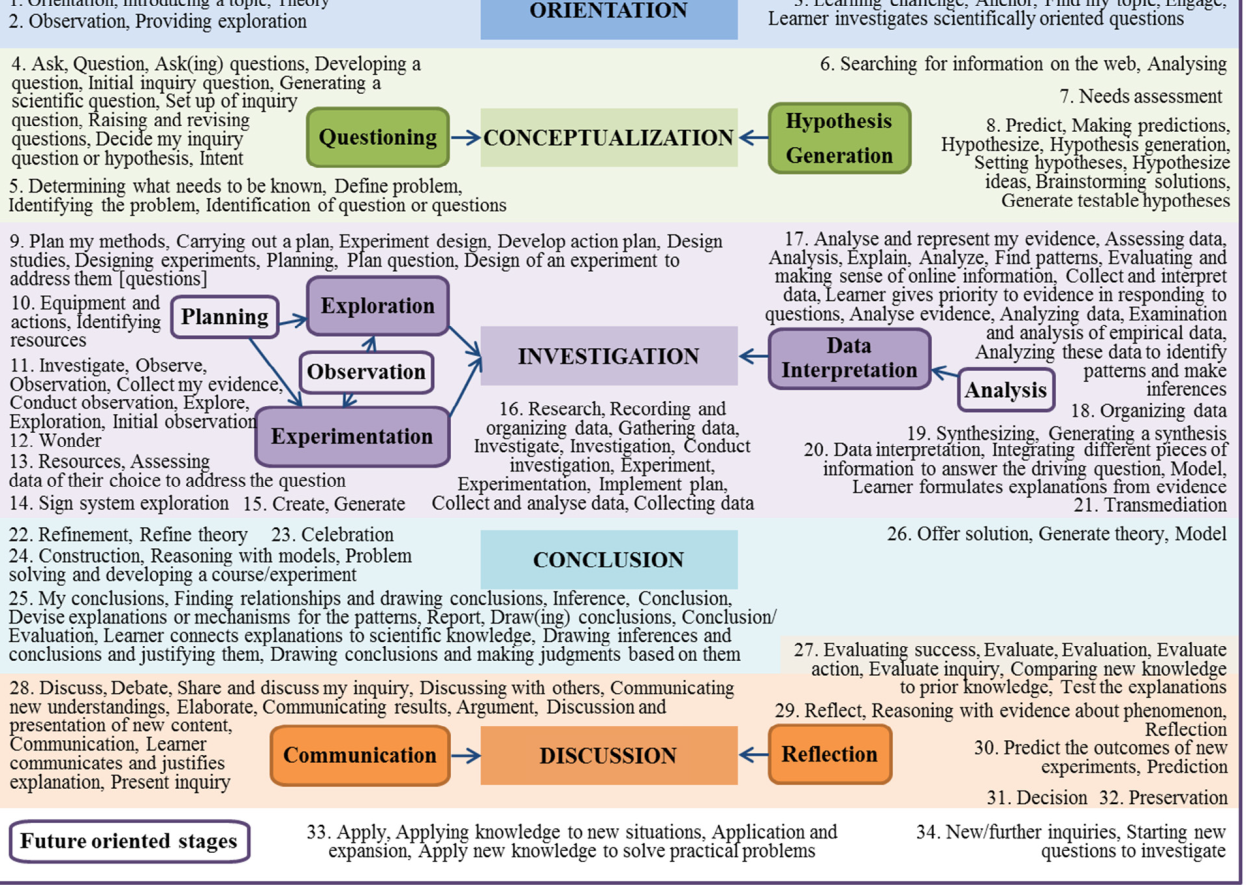 1. Orientation, Introducing a topic, Theory
2. Observation, Providing exploration
ORIENTATION
3. Learning challenge, Anchor, Find my topic, Engage,
Learner investigates scientifically oriented questions
4. Ask, Question, Ask(ing) questions, Developing a
question, Initial inquiry question, Generating a
scientific question, Set up of inquiry
question, Raising and revising
questions, Decide my inquiry
question or hypothesis, Intent
5. Determining what needs to be known, Define problem,
Identifying the problem, Identification of question or questions
Questioning
CONCEPTUALIZATION
Hypothesis
Generation
6. Searching for information on the web, Analysing
7. Needs assessment
8. Predict, Making predictions,
Hypothesize, Hypothesis generation,
Setting hypotheses, Hypothesize
ideas, Brainstorming solutions,
Generate testable hypotheses
9. Plan my methods, Carrying out a plan, Experiment design, Develop action plan, Design
studies, Designing experiments, Planning, Plan question, Design of an experiment to
address them [questions]
10. Equipment and
actions, Identifying
resources
Planning
Exploration
Observation
Experimentation
11. Investigate, Observe,
Observation, Collect my evidence,
Conduct observation, Explore,
Exploration, Initial observation
12. Wonder
13. Resources, Assessing
data of their choice to address the question
14. Sign system exploration
15. Create, Generate
INVESTIGATION
16. Research, Recording and
organizing data, Gathering data,
Investigate, Investigation, Conduct
investigation, Experiment,
Experimentation, Implement plan,
Collect and analyse data, Collecting data
17. Analyse and represent my evidence, Assessing data,
Analysis, Explain, Analyze, Find patterns, Evaluating and
making sense of online information, Collect and interpret
data, Learner gives priority to evidence in responding to
questions, Analyse evidence, Analyzing data, Examination
and analysis of empirical data,
Analyzing these data to identify
patterns and make
inferences
Data
Interpretation
Analysis
18. Organizing data
19. Synthesizing, Generating a synthesis
20. Data interpretation, Integrating different pieces of
information to answer the driving question, Model,
Learner formulates explanations from evidence
21. Transmediation
22. Refinement, Refine theory
23. Celebration
24. Construction, Reasoning with models, Problem
solving and developing a course/experiment
25. My conclusions, Finding relationships and drawing conclusions, Inference, Conclusion,
Devise explanations or mechanisms for the patterns, Report, Draw(ing) conclusions, Conclusion/
Evaluation, Learner connects explanations to scientific knowledge, Drawing inferences and
conclusions and justifying them, Drawing conclusions and making judgments based on them
CONCLUSION
26. Offer solution, Generate theory, Model
27. Evaluating success, Evaluate, Evaluation, Evaluate
action, Evaluate inquiry, Comparing new knowledge
to prior knowledge, Test the explanations
28. Discuss, Debate, Share and discuss my inquiry, Discussing with others, Communicating
new understandings, Elaborate, Communicating results, Argument, Discussion and
presentation of new content,
Communication, Learner
communicates and justifies
explanation, Present inquiry
Communication
DISCUSSION
Reflection
29. Reflect, Reasoning with evidence about phenomenon,
Reflection
30. Predict the outcomes of new
experiments, Prediction
31. Decision
32. Preservation
Future oriented stages
33. Apply, Applying knowledge to new situations, Application and
expansion, Apply new knowledge to solve practical problems
34. New/further inquiries, Starting new
questions to investigate